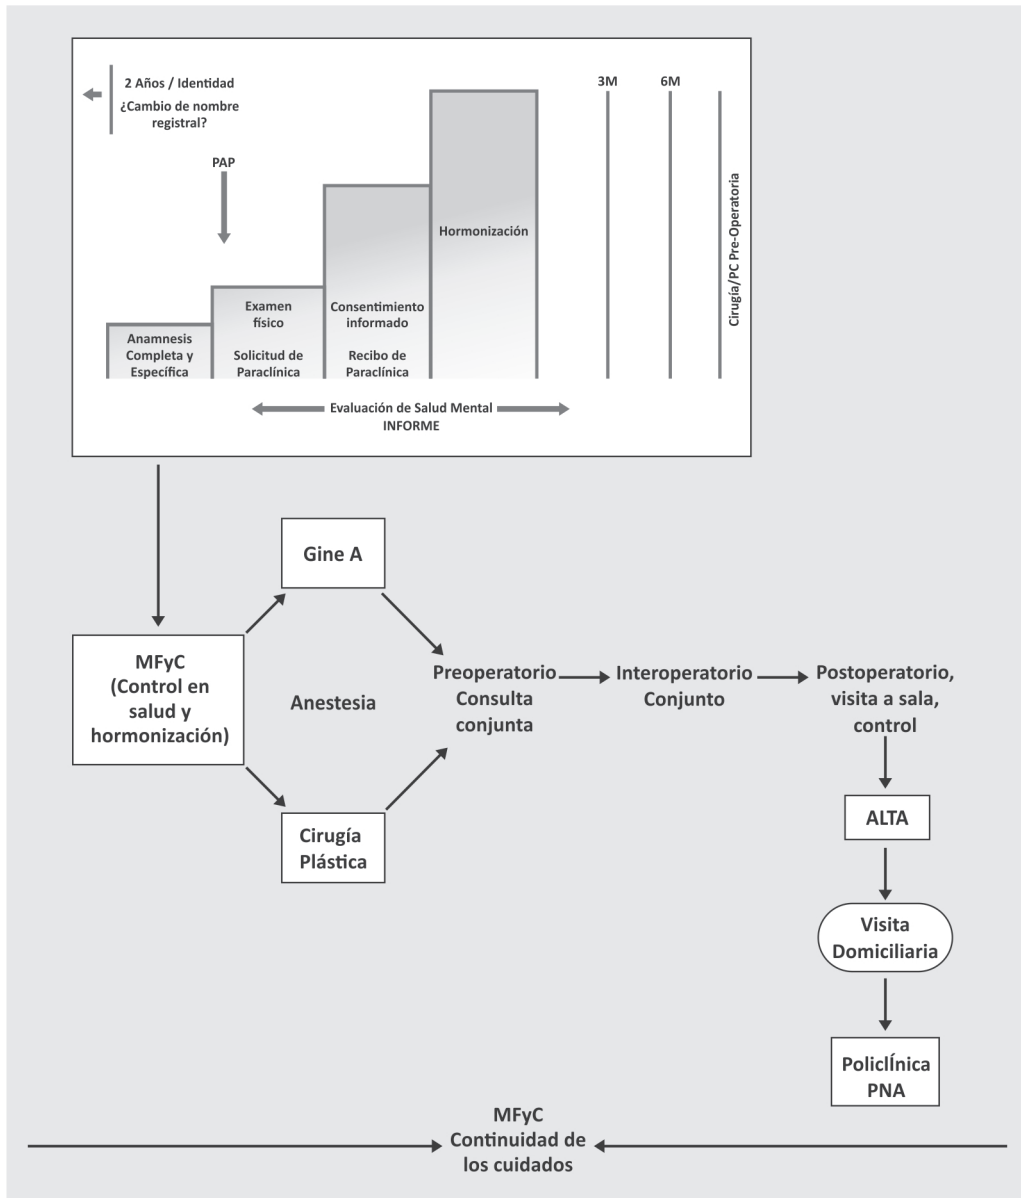 2 Años / Identidad
¿Cambio de nombre
registral?
3M
6M
PAP
Hormonización
Cirugía/PC Pre-Operatoria
Examen
físico
Solicitud de
Paraclínica
Consentimiento
informado
Recibo de
Paraclínica
Anamnesis
Completa y
Específica
Evaluación de Salud Mental
INFORME
Gine A
MFyC
(Control en
salud y
hormonización)
Anestesia
Cirugía
Plástica
Preoperatorio
Consulta
conjunta
Interoperatorio
Conjunto
Postoperatorio,
visita a sala,
control
ALTA
Visita
Domiciliaria
PoliclÍnica
PNA
MFyC
Continuidad de
los cuidados